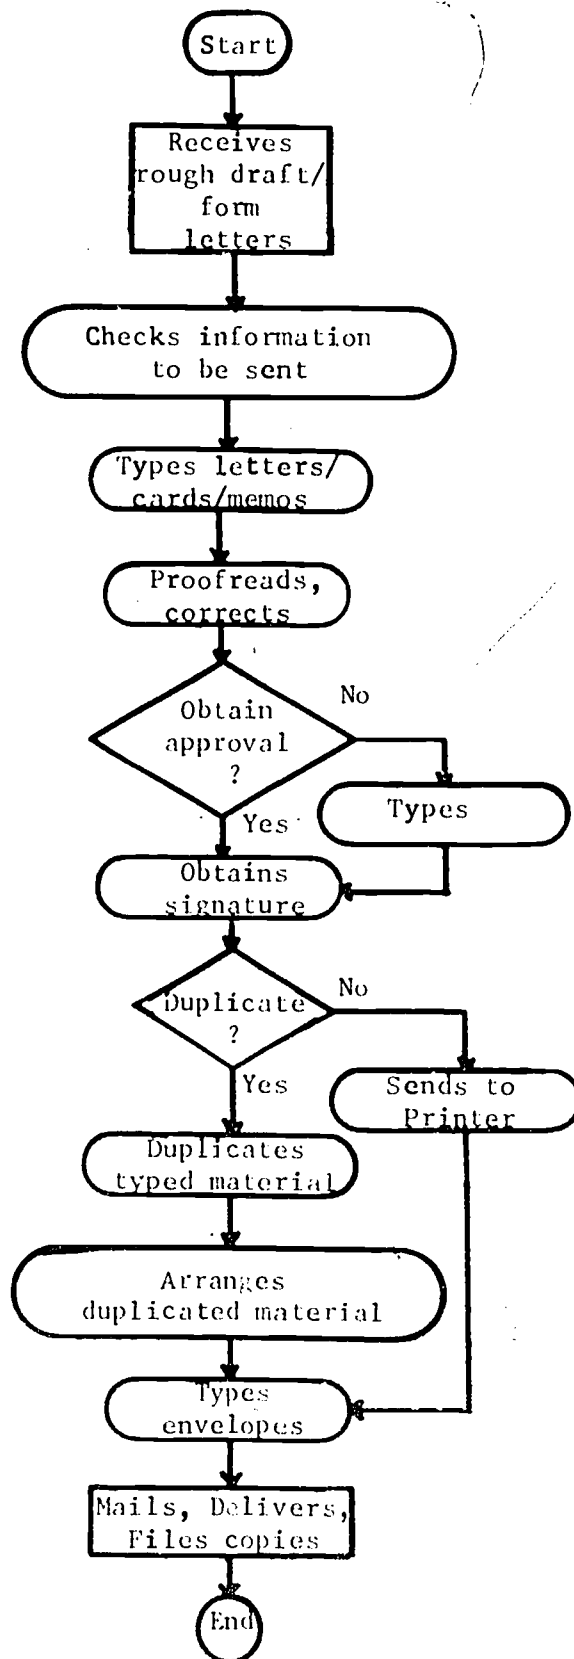 Start
Receives
rough draft/
form
letters
Checks information
to be sent
Types letters/
cards/memos
Proofreads,
corrects
Obtain
approval
?
No
Yes
Types
Obtains
signature
Duplicate
?
No
Yes
Sends to
Printer
Duplicates
typed material
Arranges
duplicated material
Types
envelopes
Mails, Delivers,
Files copies
End